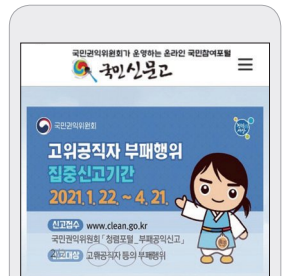 국민권익위원회가 운영하는 온라인 국민참여포털
국민신문고
국민권익위원회
고위공직자 부패행위
집중신고기간
2021. 1. 22. ~ 4. 21.
신고접수 www.clean.go.kr
국민권익위원회「청렴포털_부패공익신고」
신고대상 고위공직자 등의 부패행위